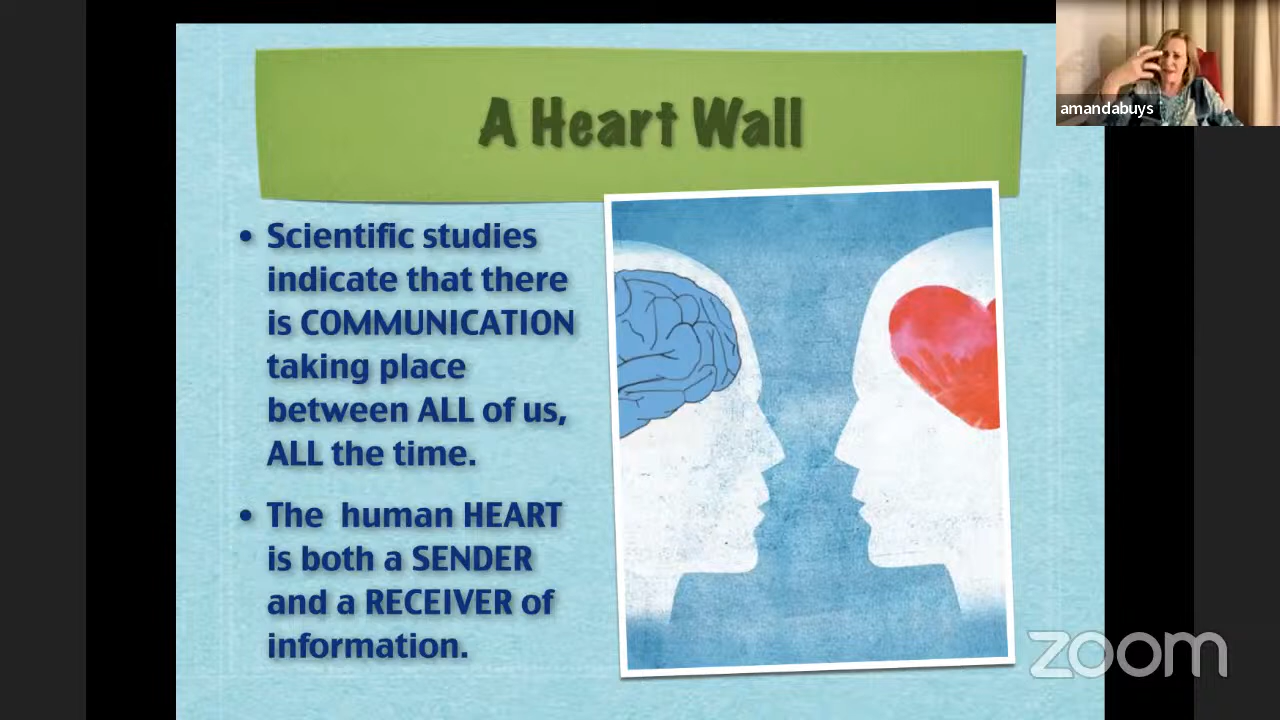 A Heart Wall
amandabuys
• Scientific studies
indicate that there
is COMMUNICATION
taking place
between ALL of us,
ALL the time.
• The human HEART
is both a SENDER
and a RECEIVER of
information.
zoom